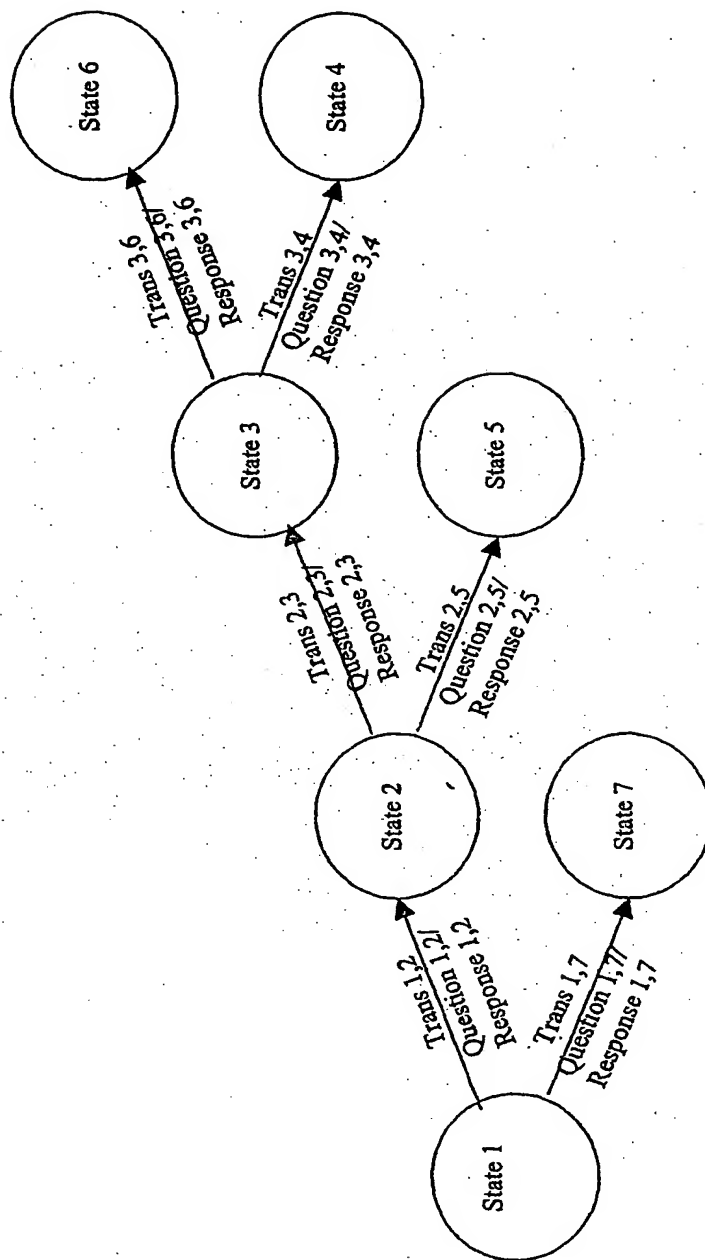 State 1
Trans 1,2
Question 1,2/
Response 1,2
Trans 1,7
Question 1,7/
Response 1,7
State 2
State 7
Trans 2,3
Question 2,3/
Response 2,3
Trans 2,5
Question 2,5/
Response 2,5
State 3
State 5
Trans 3,6
Question 3,6/
Response 3,6
Trans 3,4
Question 3,4/
Response 3,4
State 6
State 4